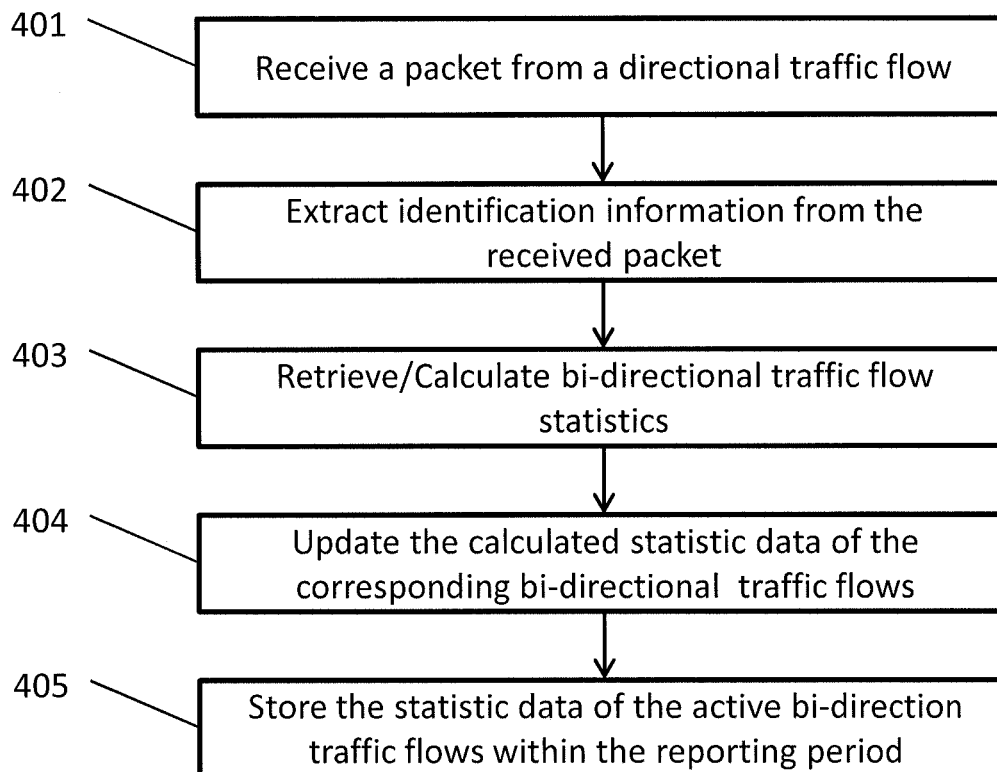 401
Receive a packet from a directional traffic flow
402
Extract identification information from the
received packet
403
Retrieve/Calculate bi-directional traffic flow
statistics
404
Update the calculated statistic data of the
corresponding bi-directional traffic flows
405
Store the statistic data of the active bi-direction
traffic flows within the reporting period